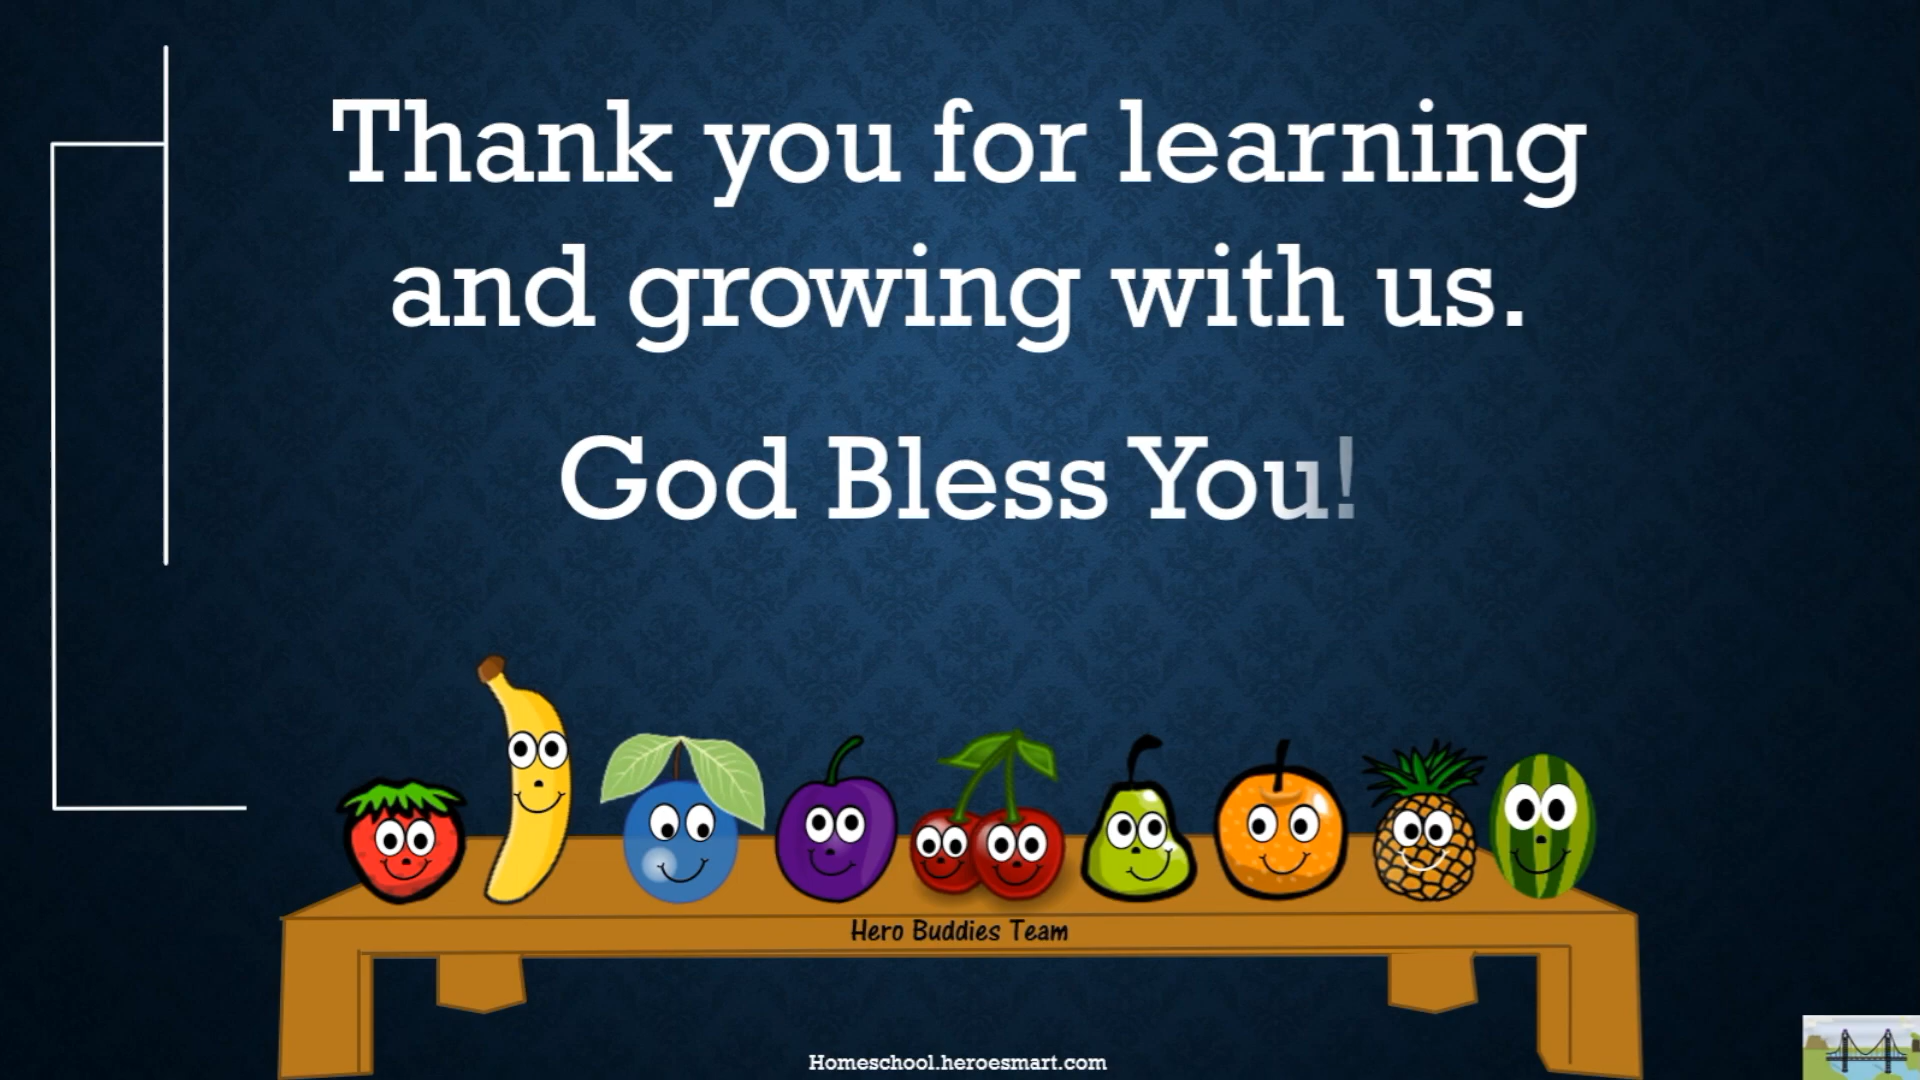 Thank you for learning
and growing with us.
God Bless You!
Hero Buddies Team
Homeschool.heroesmart.com